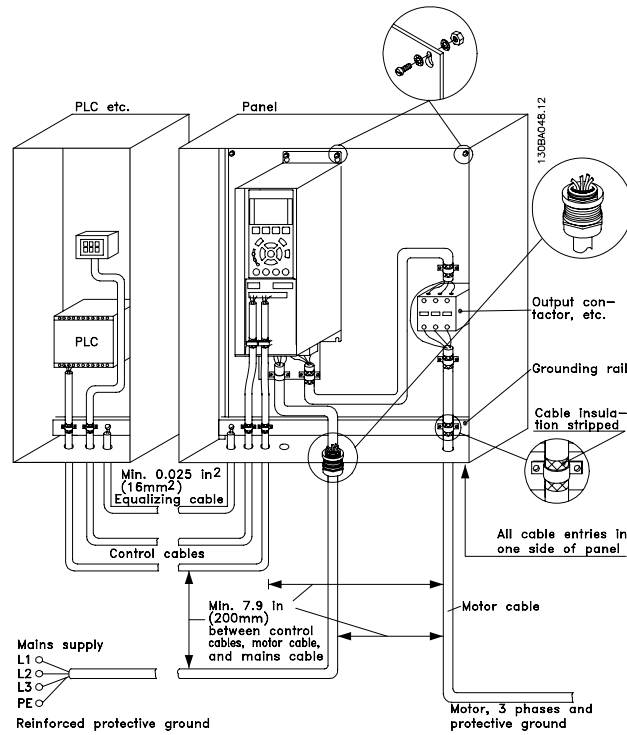 PLC etc.
Panel
130BA048.12
PLC
Output con-
tactor, etc.
Grounding rail
Cable insula-
tion stripped
Min. 0.025 in2
(16mm2)
Equalizing cable
All cable entries in
one side of panel
Control cables
Min. 7.9 in
(200mm)
between control
cables, motor cable,
and mains cable
Motor cable
Mains supply
L1
L2
L3
PE
Reinforced protective ground
Motor, 3 phases and
protective ground